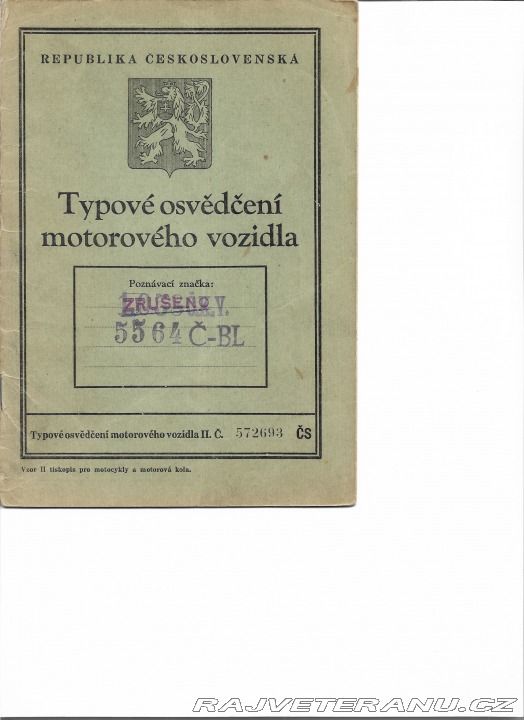 REPUBLIKA ČESKOSLOVENSKÁ
Typové osvědčení
motorového vozidla
Poznávací značka:
ZRUŠENO
5564 Č-BL
Typové osvědčení motorového vozidla II. Č. 572693 ČS
Vzor II tiskopis pro motocykly a motorová kola.
RAJVETERANU.CZ